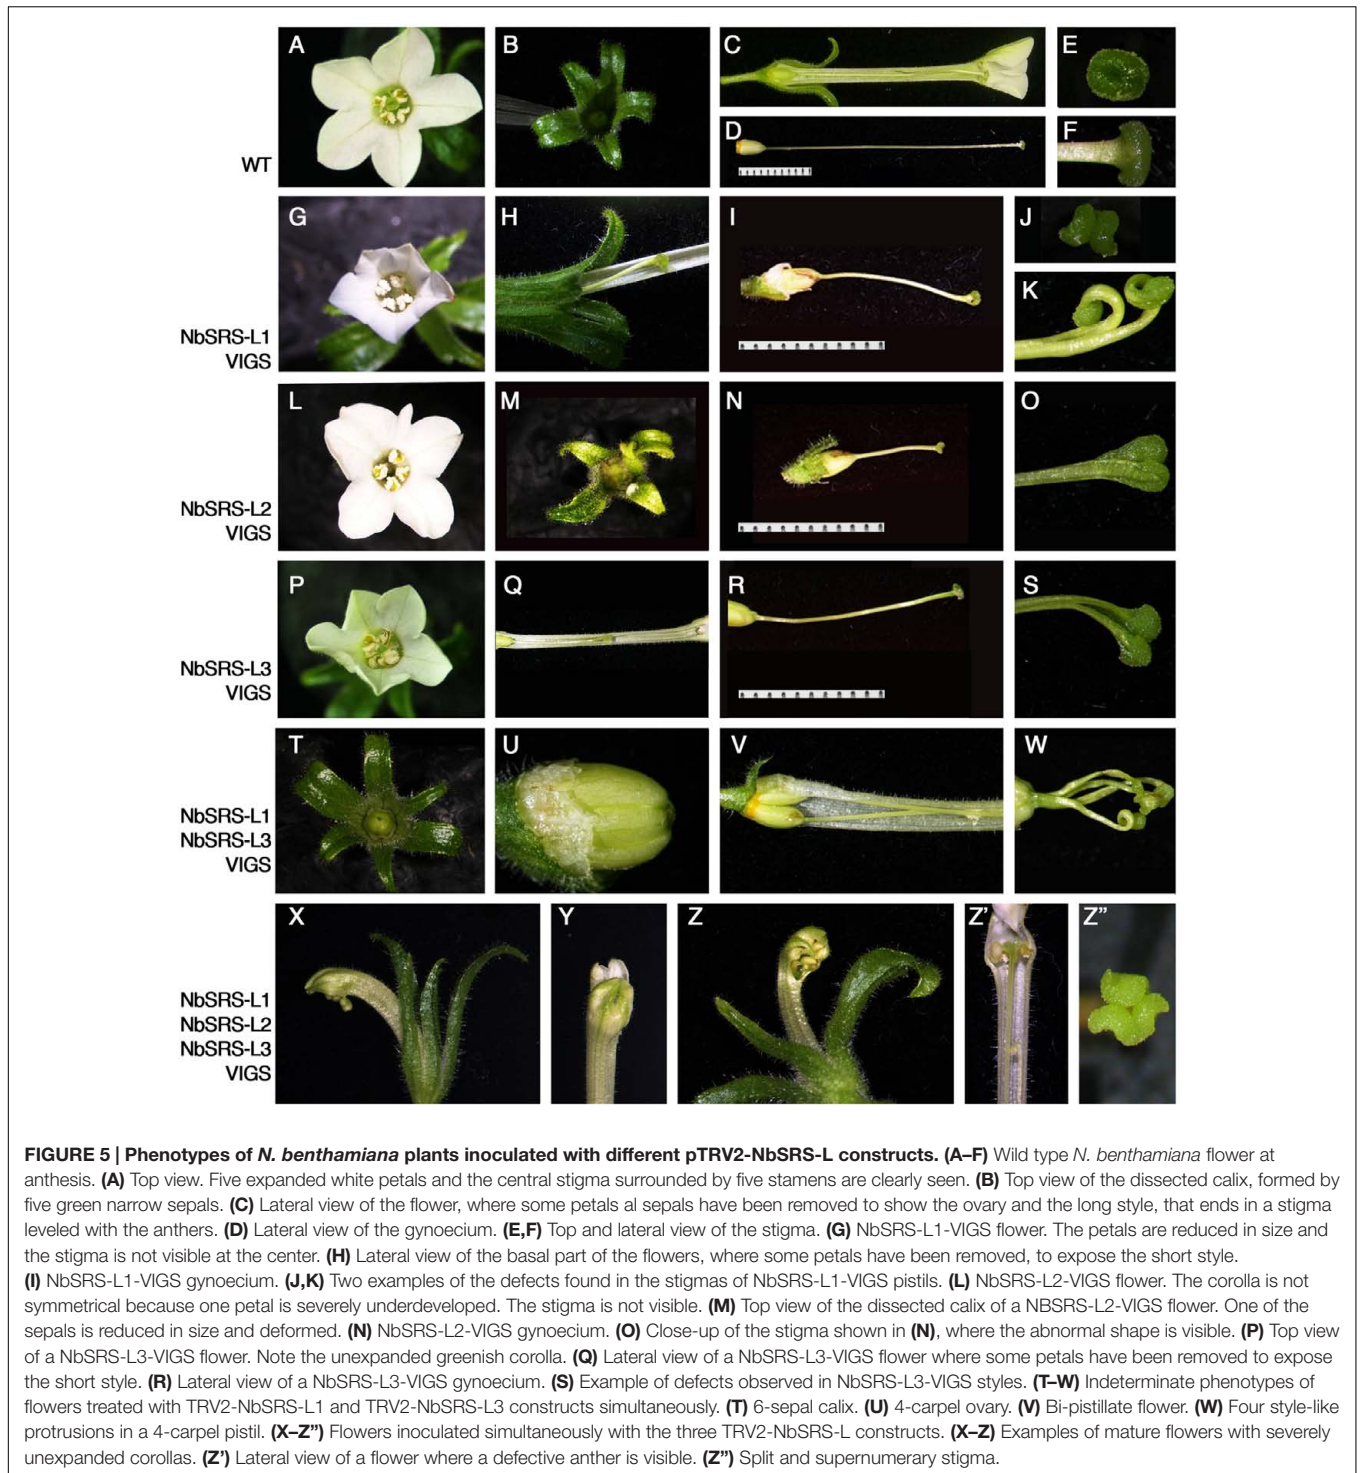 A
B
C
E
D
F
WT
G
H
I
J
K
NbSRS-L1
VIGS
L
M
N
O
NbSRS-L2
VIGS
P
Q
R
S
NbSRS-L3
VIGS
T
U
V
W
NbSRS-L1
NbSRS-L3
VIGS
X
Y
Z
Z'
Z"
NbSRS-L1
NbSRS-L2
NbSRS-L3
VIGS
FIGURE 5 | Phenotypes of N. benthamiana plants inoculated with different pTRV2-NbSRS-L constructs. (A–F) Wild type N. benthamiana flower at
anthesis. (A) Top view. Five expanded white petals and the central stigma surrounded by five stamens are clearly seen. (B) Top view of the dissected calix, formed by
five green narrow sepals. (C) Lateral view of the flower, where some petals al sepals have been removed to show the ovary and the long style, that ends in a stigma
leveled with the anthers. (D) Lateral view of the gynoecium. (E,F) Top and lateral view of the stigma. (G) NbSRS-L1-VIGS flower. The petals are reduced in size and
the stigma is not visible at the center. (H) Lateral view of the basal part of the flowers, where some petals have been removed, to expose the short style.
(I) NbSRS-L1-VIGS gynoecium. (J,K) Two examples of the defects found in the stigmas of NbSRS-L1-VIGS pistils. (L) NbSRS-L2-VIGS flower. The corolla is not
symmetrical because one petal is severely underdeveloped. The stigma is not visible. (M) Top view of the dissected calix of a NBSRS-L2-VIGS flower. One of the
sepals is reduced in size and deformed. (N) NbSRS-L2-VIGS gynoecium. (O) Close-up of the stigma shown in (N), where the abnormal shape is visible. (P) Top view
of a NbSRS-L3-VIGS flower. Note the unexpanded greenish corolla. (Q) Lateral view of a NbSRS-L3-VIGS flower where some petals have been removed to expose
the short style. (R) Lateral view of a NbSRS-L3-VIGS gynoecium. (S) Example of defects observed in NbSRS-L3-VIGS styles. (T–W) Indeterminate phenotypes of
flowers treated with TRV2-NbSRS-L1 and TRV2-NbSRS-L3 constructs simultaneously. (T) 6-sepal calix. (U) 4-carpel ovary. (V) Bi-pistillate flower. (W) Four style-like
protrusions in a 4-carpel pistil. (X–Z”) Flowers inoculated simultaneously with the three TRV2-NbSRS-L constructs. (X–Z) Examples of mature flowers with severely
unexpanded corollas. (Z’) Lateral view of a flower where a defective anther is visible. (Z”) Split and supernumerary stigma.